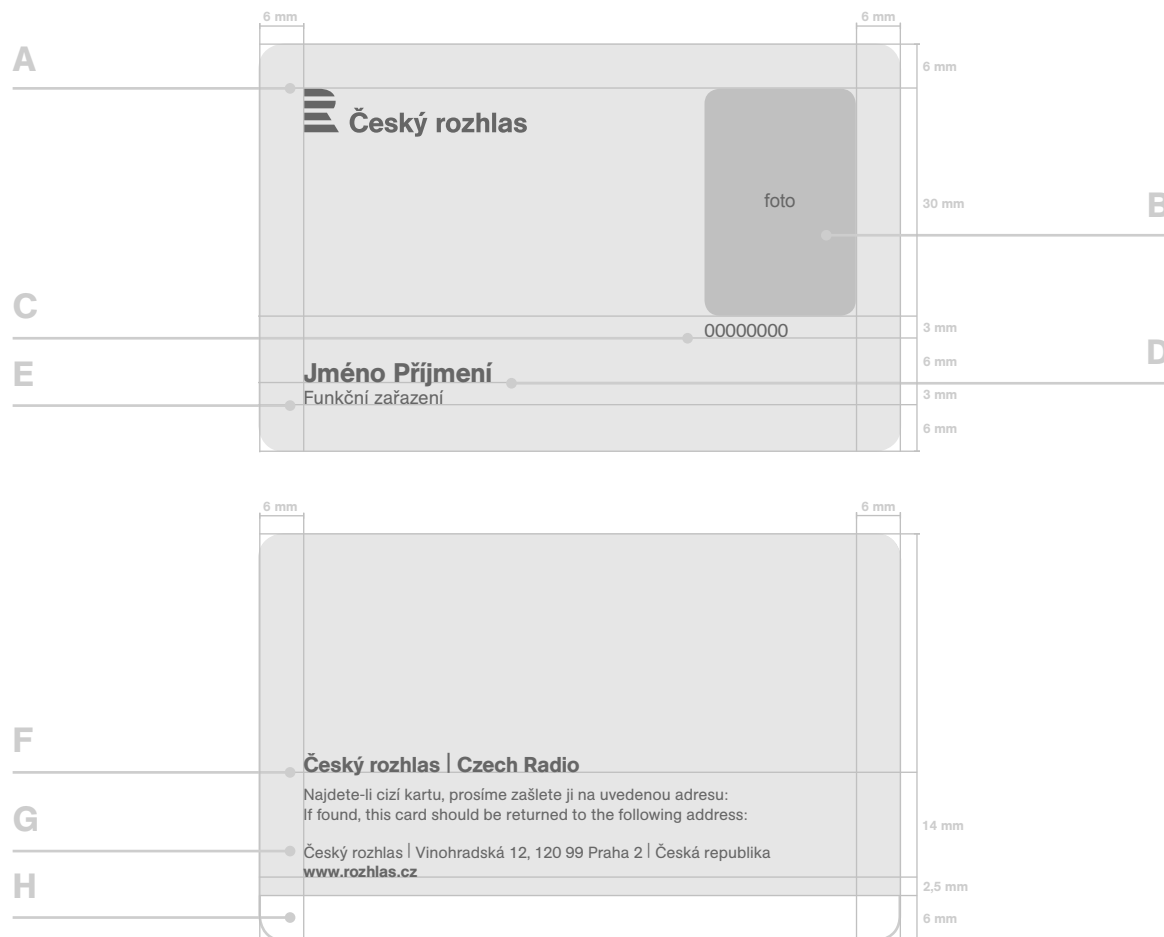 6 mm 6 mm
A
6 mm
Český rozhlas
foto
30 mm
B
C
00000000
3 mm
6 mm
D
E
Jméno Příjmení
3 mm
Funkční zařazení
6 mm
6 mm 6 mm
F
Český rozhlas | Czech Radio
Najdete-li cizí kartu, prosíme zašlete ji na uvedenou adresu:
If found, this card should be returned to the following address:
G
14 mm
Český rozhlas | Vinohradská 12, 120 99 Praha 2 | Česká republika
www.rozhlas.cz
H
2,5 mm
6 mm